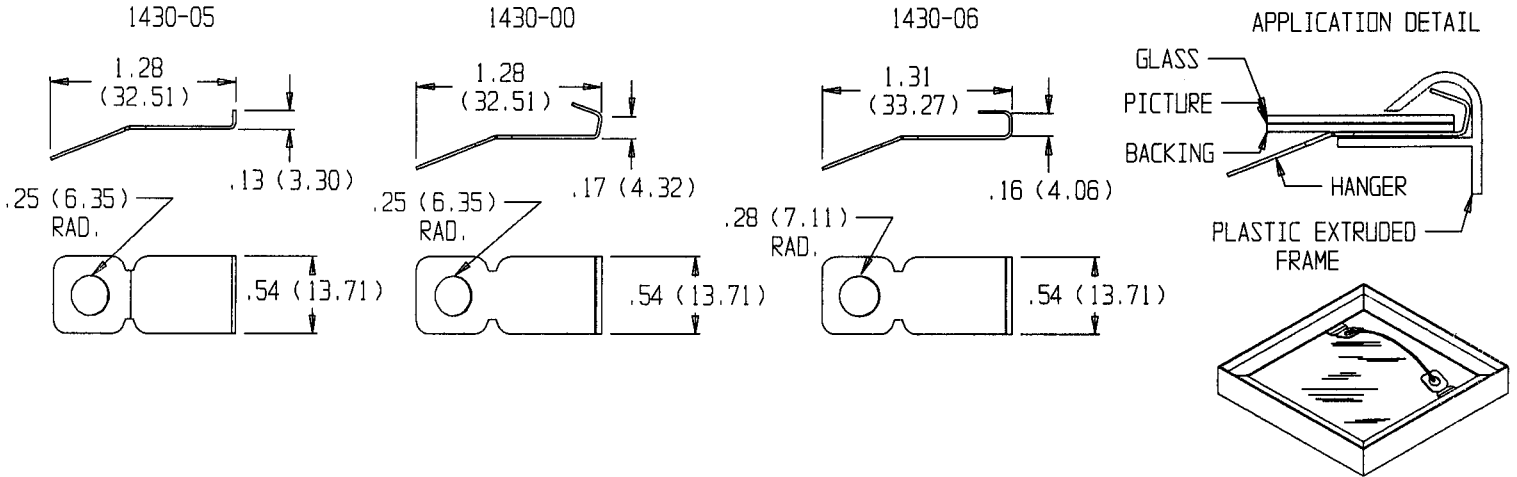 1430-05
1.28
(32.51)
.13 (3.30)
.25 (6.35)
RAD.
.54 (13.71)
1430-00
1.28
(32.51)
.17 (4.32)
.25 (6.35)
RAD.
.54 (13.71)
1430-06
1.31
(33.27)
.16 (4.06)
.28 (7.11)
RAD.
.54 (13.71)
APPLICATION DETAIL
GLASS
PICTURE
BACKING
HANGER
PLASTIC EXTRUDED
FRAME